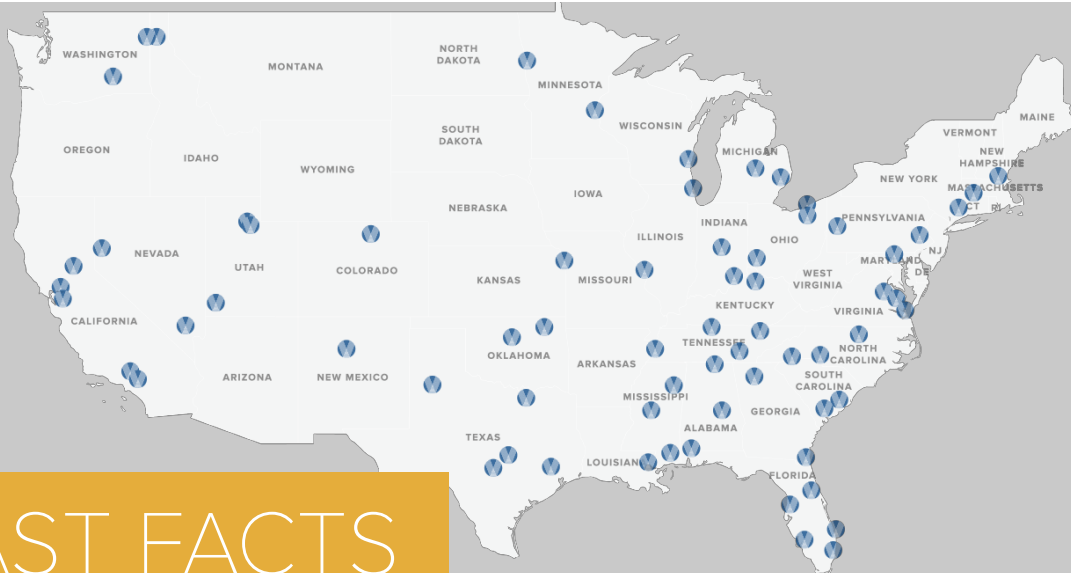 WASHINGTON
MONTANA
NORTH
DAKOTA
MINNESOTA
OREGON
IDAHO
SOUTH
DAKOTA
WISCONSIN
MICHIGAN
VERMONT
MAINE
NEW
HAMPSHIRE
WYOMING
NEW YORK
MASSACHUSETTS
IOWA
NEBRASKA
CT
RI
PENNSYLVANIA
INDIANA
ILLINOIS
OHIO
NEVADA
UTAH
COLORADO
NJ
MARYLAND
DE
KANSAS
MISSOURI
WEST
VIRGINIA
KENTUCKY
VIRGINIA
CALIFORNIA
OKLAHOMA
TENNESSEE
NORTH
CAROLINA
ARKANSAS
ARIZONA
NEW MEXICO
SOUTH
CAROLINA
MISSISSIPPI
GEORGIA
ALABAMA
TEXAS
LOUISIAN
FLORIDA
AST FACTS